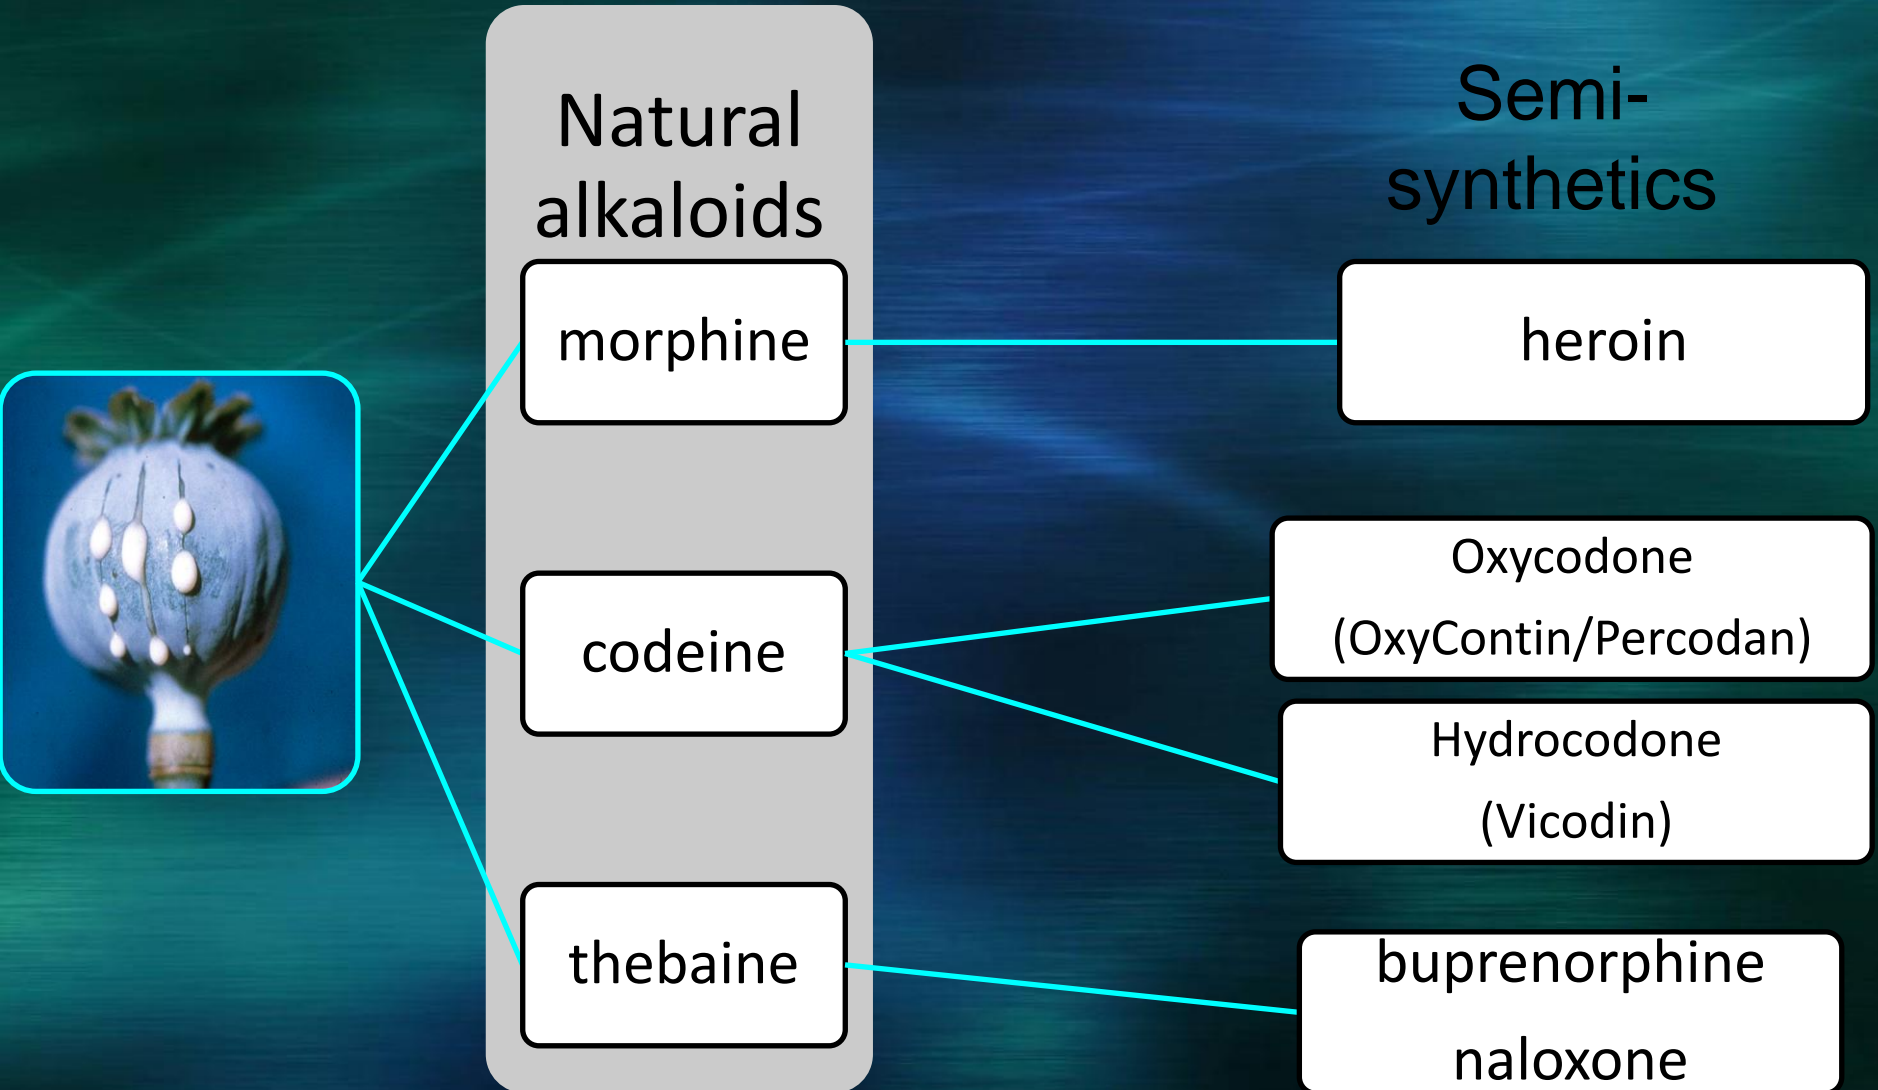 Natural
alkaloids
morphine
codeine
thebaine
Semi-
synthetics
heroin
Oxycodone
(OxyContin/Percodan)
Hydrocodone
(Vicodin)
buprenorphine
naloxone